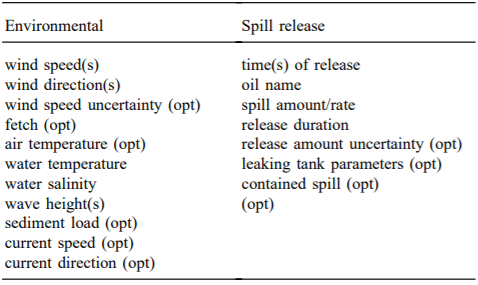 Environmental Spill release
wind speed(s) time(s) of release
wind direction(s) oil name
wind speed uncertainty (opt) spill amount/rate
fetch (opt) release duration
air temperature (opt) release amount uncertainty (opt)
water temperature leaking tank parameters (opt)
water salinity contained spill (opt)
wave height(s) (opt)
sediment load (opt)
current speed (opt)
current direction (opt)